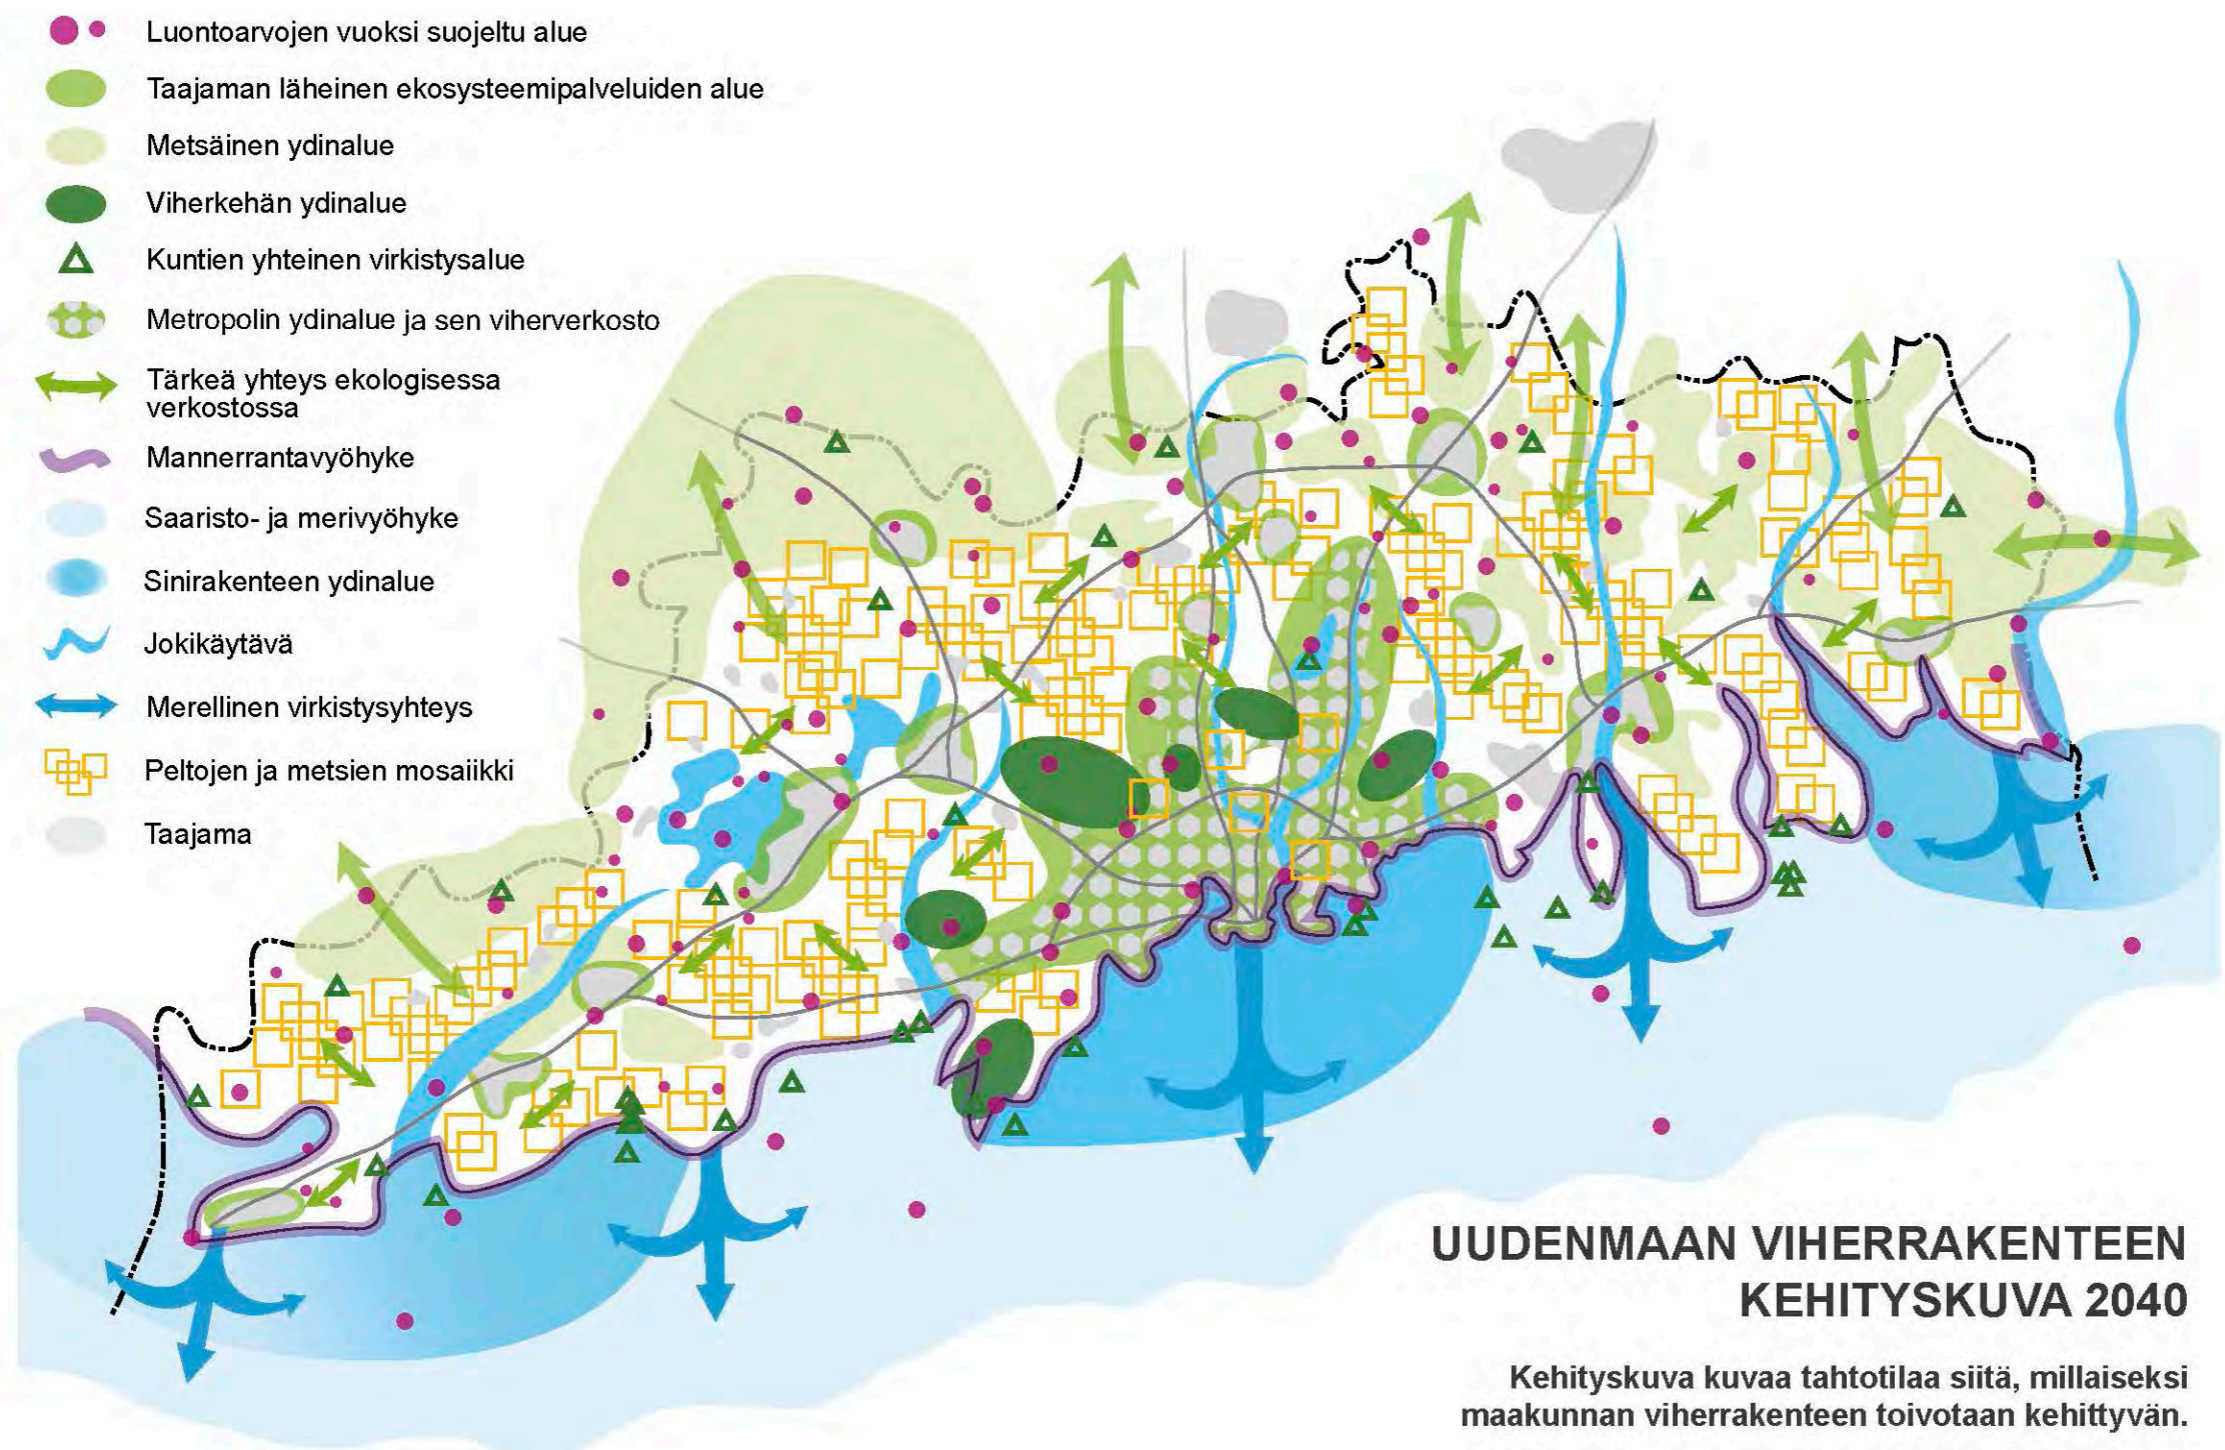 Luontoarvojen vuoksi suojeltu alue
Taajaman läheinen ekosysteemipalveluiden alue
Metsäinen ydinalue
Viherkehän ydinalue
Kuntien yhteinen virkistysalue
Metropolin ydinalue ja sen viherverkosto
Tärkeä yhteys ekologisessa
verkostossa
Mannerrantavyöhyke
Saaristo- ja merivyöhyke
Sinirakenteen ydinalue
Jokikäytävä
Merellinen virkistysyhteys
Peltojen ja metsien mosaiikki
Taajama
UUDENMAAN VIHERRAKENTEEN
KEHITYSKUVA 2040
Kehityskuva kuvaa tahtotilaa siitä, millaiseksi
maakunnan viherrakenteen toivotaan kehittyvän.